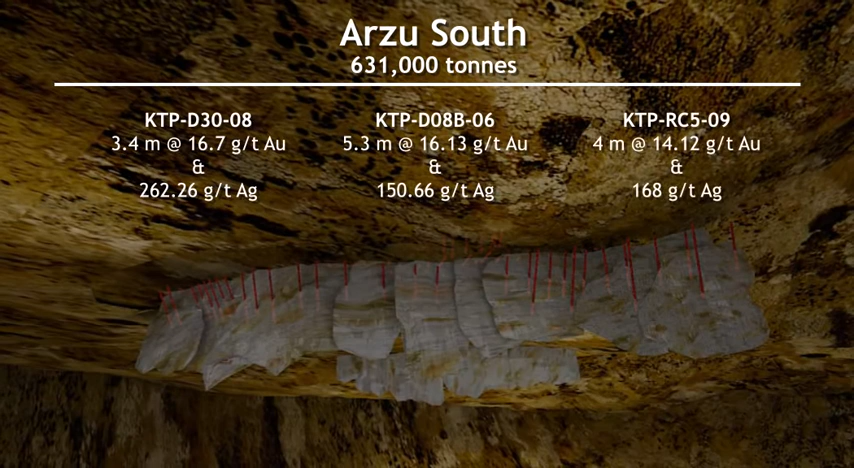 Arzu South
631,000 tonnes
KTP-D30-08
3.4 m @ 16.7 g/t Au
&
262.26 g/t Ag
KTP-D08B-06
5.3 m @ 16.13 g/t Au
&
150.66 g/t Ag
KTP-RC5-09
4 m @ 14.12 g/t Au
&
168 g/t Ag